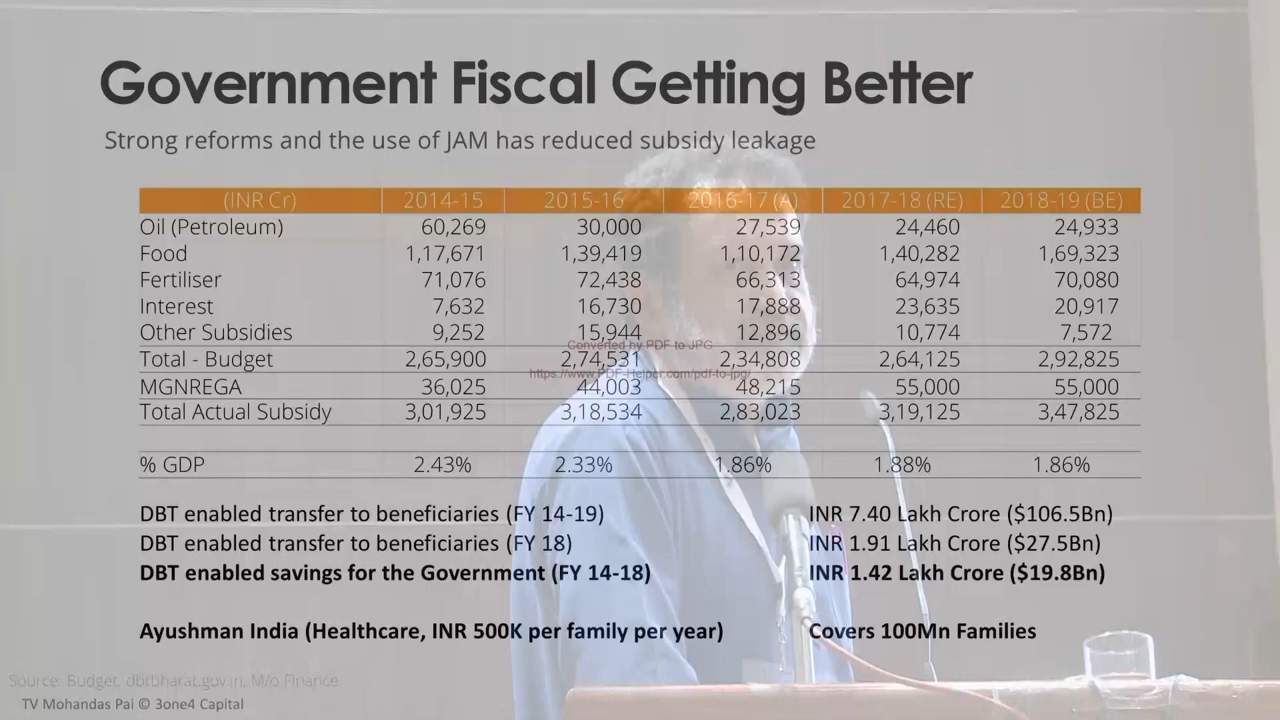 Government Fiscal Getting Better
Strong reforms and the use of JAM has reduced subsidy leakage
(INR Cr) 2014-15 2015-16 2016-17 (A) 2017-18 (RE) 2018-19 (BE)
Oil (Petroleum) 60,269 30,000 27,539 24,460 24,933
Food 1,17,671 1,39,419 1,10,172 1,40,282 1,69,323
Fertiliser 71,076 72,438 66,313 64,974 70,080
Interest 7,632 16,730 17,888 23,635 20,917
Other Subsidies 9,252 15,944 12,896 10,774 7,572
Converted by PDF to JPG
Total - Budget 2,65,900 2,74,531 2,34,808 2,64,125 2,92,825
https://www.PDF-Helper.com/pdf-to-jpg/
MGNREGA 36,025 44,003 48,215 55,000 55,000
Total Actual Subsidy 3,01,925 3,18,534 2,83,023 3,19,125 3,47,825
% GDP 2.43% 2.33% 1.86% 1.88% 1.86%
DBT enabled transfer to beneficiaries (FY 14-19) INR 7.40 Lakh Crore ($106.5Bn)
DBT enabled transfer to beneficiaries (FY 18) INR 1.91 Lakh Crore ($27.5Bn)
DBT enabled savings for the Government (FY 14-18) INR 1.42 Lakh Crore ($19.8Bn)
Ayushman India (Healthcare, INR 500K per family per year) Covers 100Mn Families
Source: Budget, dbtbharat.gov.in, M/o Finance
TV Mohandas Pai © 3one4 Capital